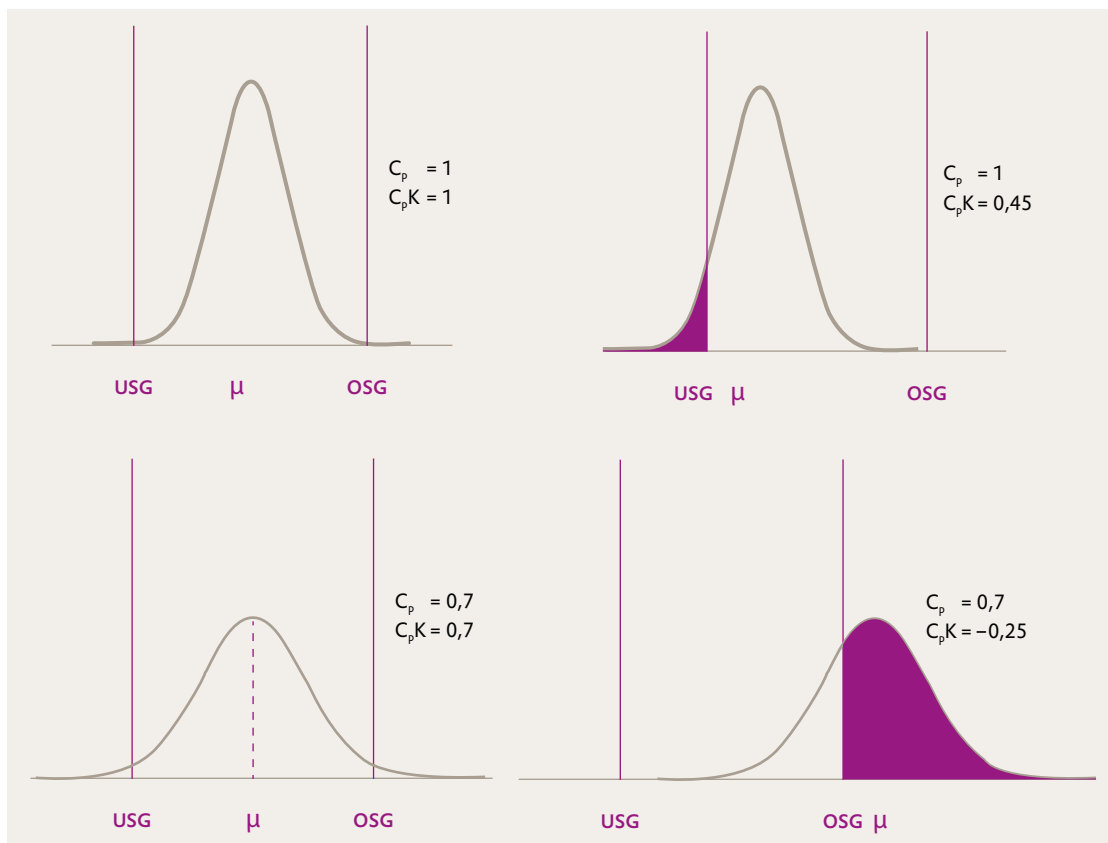 Cₚ = 1
CₚK = 1
USG µ OSG
Cₚ = 1
CₚK = 0,45
USG µ OSG
Cₚ = 0,7
CₚK = 0,7
USG µ OSG
Cₚ = 0,7
CₚK = −0,25
USG OSG µ